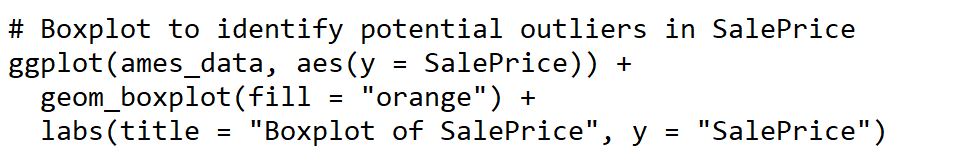 # Boxplot to identify potential outliers in SalePrice
ggplot(ames_data, aes(y = SalePrice)) +
  geom_boxplot(fill = "orange") +
  labs(title = "Boxplot of SalePrice", y = "SalePrice")